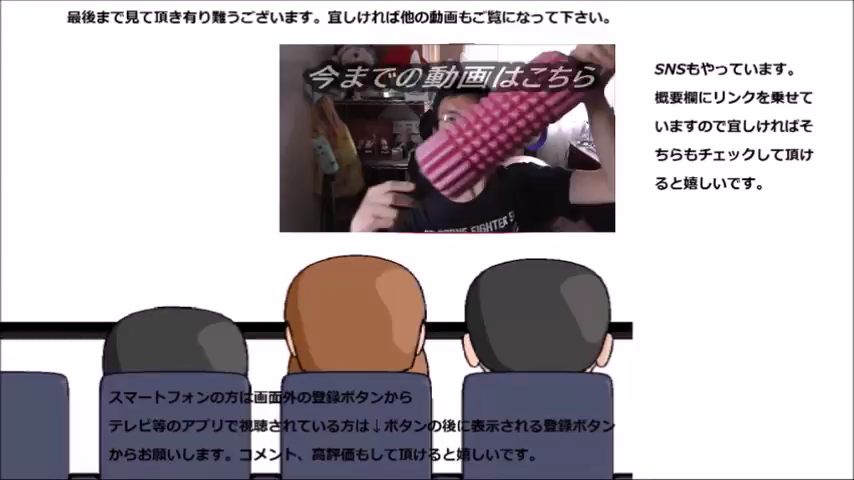 最後まで見て頂き有り難うございます。宜しければ他の動画もご覧になって下さい。
今までの動画はこちら
SNSもやっています。
概要欄にリンクを乗せて
いますので宜しければそ
ちらもチェックして頂け
ると嬉しいです。
FIGHTER
スマートフォンの方は画面外の登録ボタンから
テレビ等のアプリで視聴されている方は↓ボタンの後に表示される登録ボタン
からお願いします。コメント、高評価もして頂けると嬉しいです。